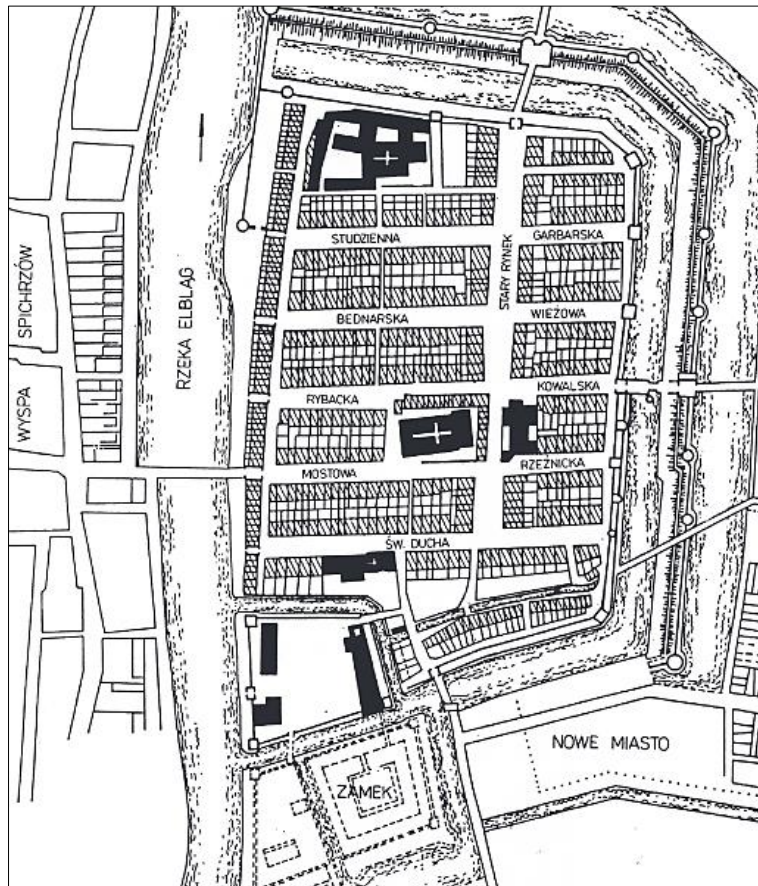 STUDZIENNA
GARBARSKA
STARY RYNEK
SPICHRZÓW
WYSPA
RZEKA ELBLĄG
BEDNARSKA
WIEŻOWA
RYBACKA
KOWALSKA
MOSTOWA
RZEŹNICKA
ŚW. DUCHA
NOWE MIASTO
ZAMEK